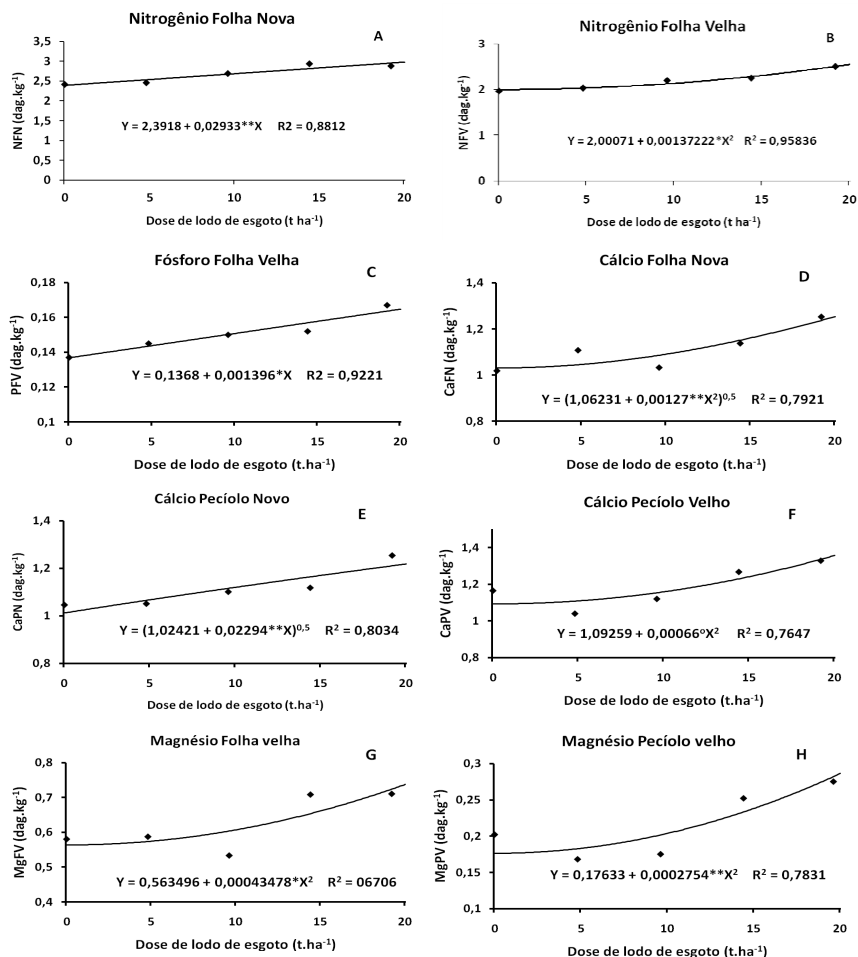 Nitrogênio Folha Nova
A
NFN (dag.kg-1)
3,5
3
2,5
2
1,5
1
0,5
0
Y = 2,3918 + 0,02933**X R2 = 0,8812
0 5 10 15 20
Dose de lodo de esgoto (t ha-1)
Nitrogênio Folha Velha
B
NFV (dag.kg-1)
3
2
1
0
Y = 2,00071 + 0,00137222*X² R² = 0,95836
0 5 10 15 20
Dose de lodo de esgoto (t ha-1)
Fósforo Folha Velha
C
PFV (dag.kg-1)
0,18
0,16
0,14
0,12
0,1
Y = 0,1368 + 0,001396*X R2 = 0,9221
0 5 10 15 20
Dose de lodo de esgoto (t.ha-1)
Cálcio Folha Nova
D
CaFN (dag.kg-1)
1,4
1,2
1
0,8
Y = (1,06231 + 0,00127**X²)0,5 R² = 0,7921
0 5 10 15 20
Dose de lodo de esgoto (t.ha-1)
Cálcio Pecíolo Novo
E
CaPN (dag.kg-1)
1,4
1,2
1
0,8
Y = (1,02421 + 0,02294**X)0,5 R² = 0,8034
0 5 10 15 20
Dose de lodo de esgoto (t.ha-1)
Cálcio Pecíolo Velho
F
CaPV (dag.kg-1)
1,4
1,2
1
0,8
Y = 1,09259 + 0,00066ºX² R² = 0,7647
0 5 10 15 20
Dose de lodo de esgoto (t.ha-1)
Magnésio Folha velha
G
MgFV (dag.kg-1)
0,8
0,7
0,6
0,5
0,4
Y = 0,563496 + 0,00043478*X² R² = 06706
0 5 10 15 20
Dose de lodo de esgoto (t.ha-1)
Magnésio Pecíolo velho
H
MgPV (dag.kg-1)
0,3
0,25
0,2
0,15
0,1
Y = 0,17633 + 0,0002754**X² R² = 0,7831
0 5 10 15 20
Dose de lodo de esgoto (t.ha-1)